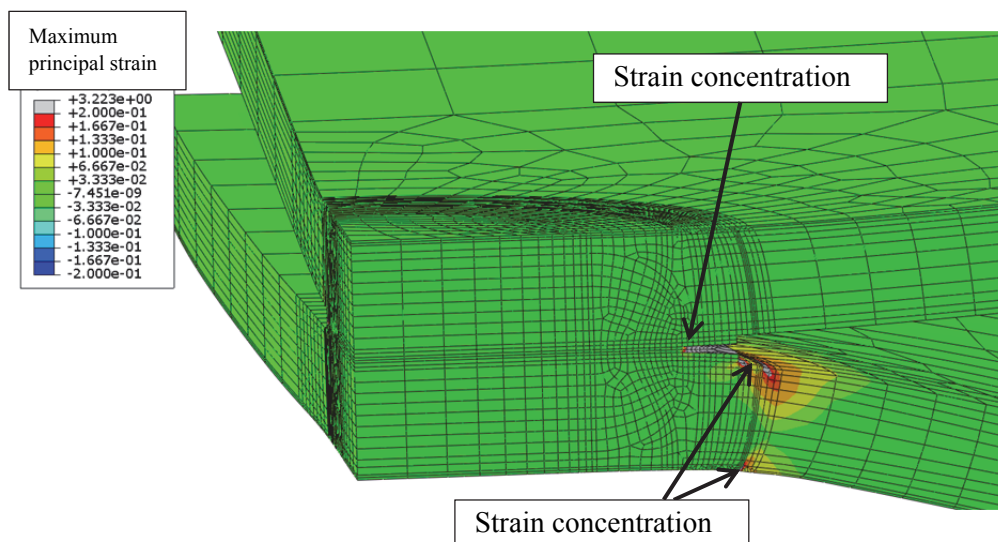 Maximum
principal strain
+3.223e+00
+2.000e-01
+1.667e-01
+1.333e-01
+1.000e-01
+6.667e-02
+3.333e-02
-7.451e-09
-3.333e-02
-6.667e-02
-1.000e-01
-1.333e-01
-1.667e-01
-2.000e-01
Strain concentration
Strain concentration